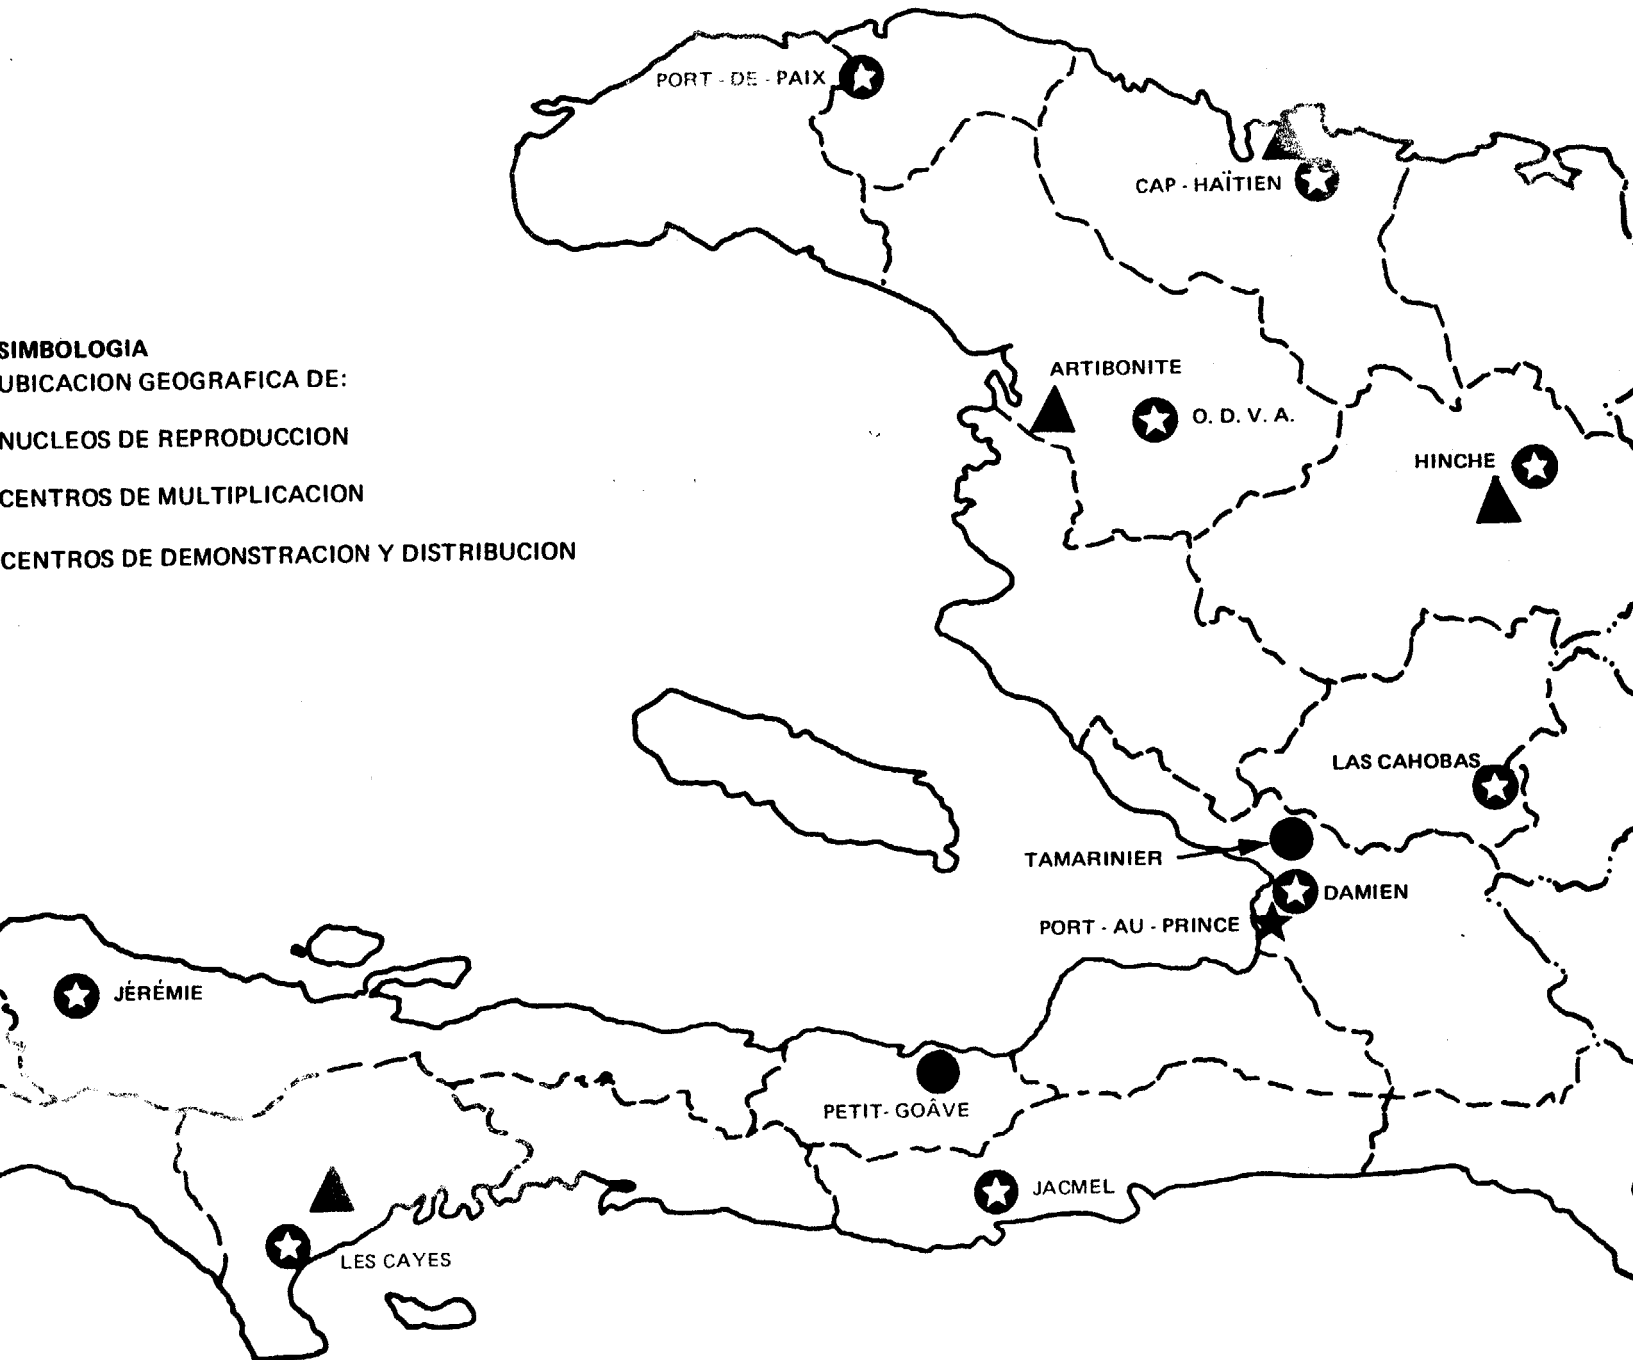 PORT - DE - PAIX
CAP - HAÏTIEN
SIMBOLOGIA
UBICACION GEOGRAFICA DE:
NUCLEOS DE REPRODUCCION
CENTROS DE MULTIPLICACION
CENTROS DE DEMONSTRACION Y DISTRIBUCION
ARTIBONITE
O. D. V. A.
HINCHE
LAS CAHOBAS
TAMARINIER
DAMIEN
PORT - AU - PRINCE
JÉRÉMIE
PETIT - GOÂVE
JACMEL
LES CAYES